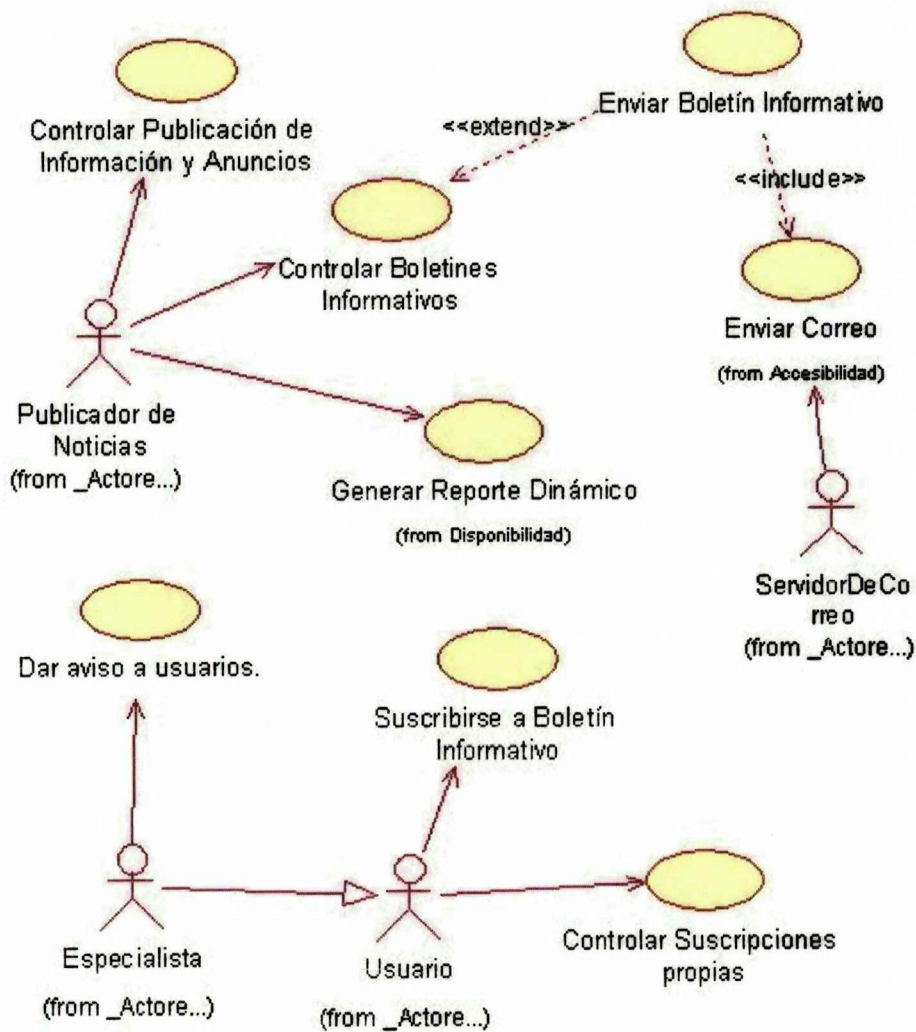 Controlar Publicación de
Información y Anuncios
Enviar Boletín Informativo
<<extend>>
<<include>>
Controlar Boletines
Informativos
Enviar Correo
(from Accesibilidad)
Publicador de
Noticias
(from _Actore...)
Generar Reporte Dinámico
(from Disponibilidad)
ServidorDeCo
rreo
(from _Actore...)
Dar aviso a usuarios.
Suscribirse a Boletín
Informativo
Especialista
(from _Actore...)
Usuario
(from _Actore...)
Controlar Suscripciones
propias